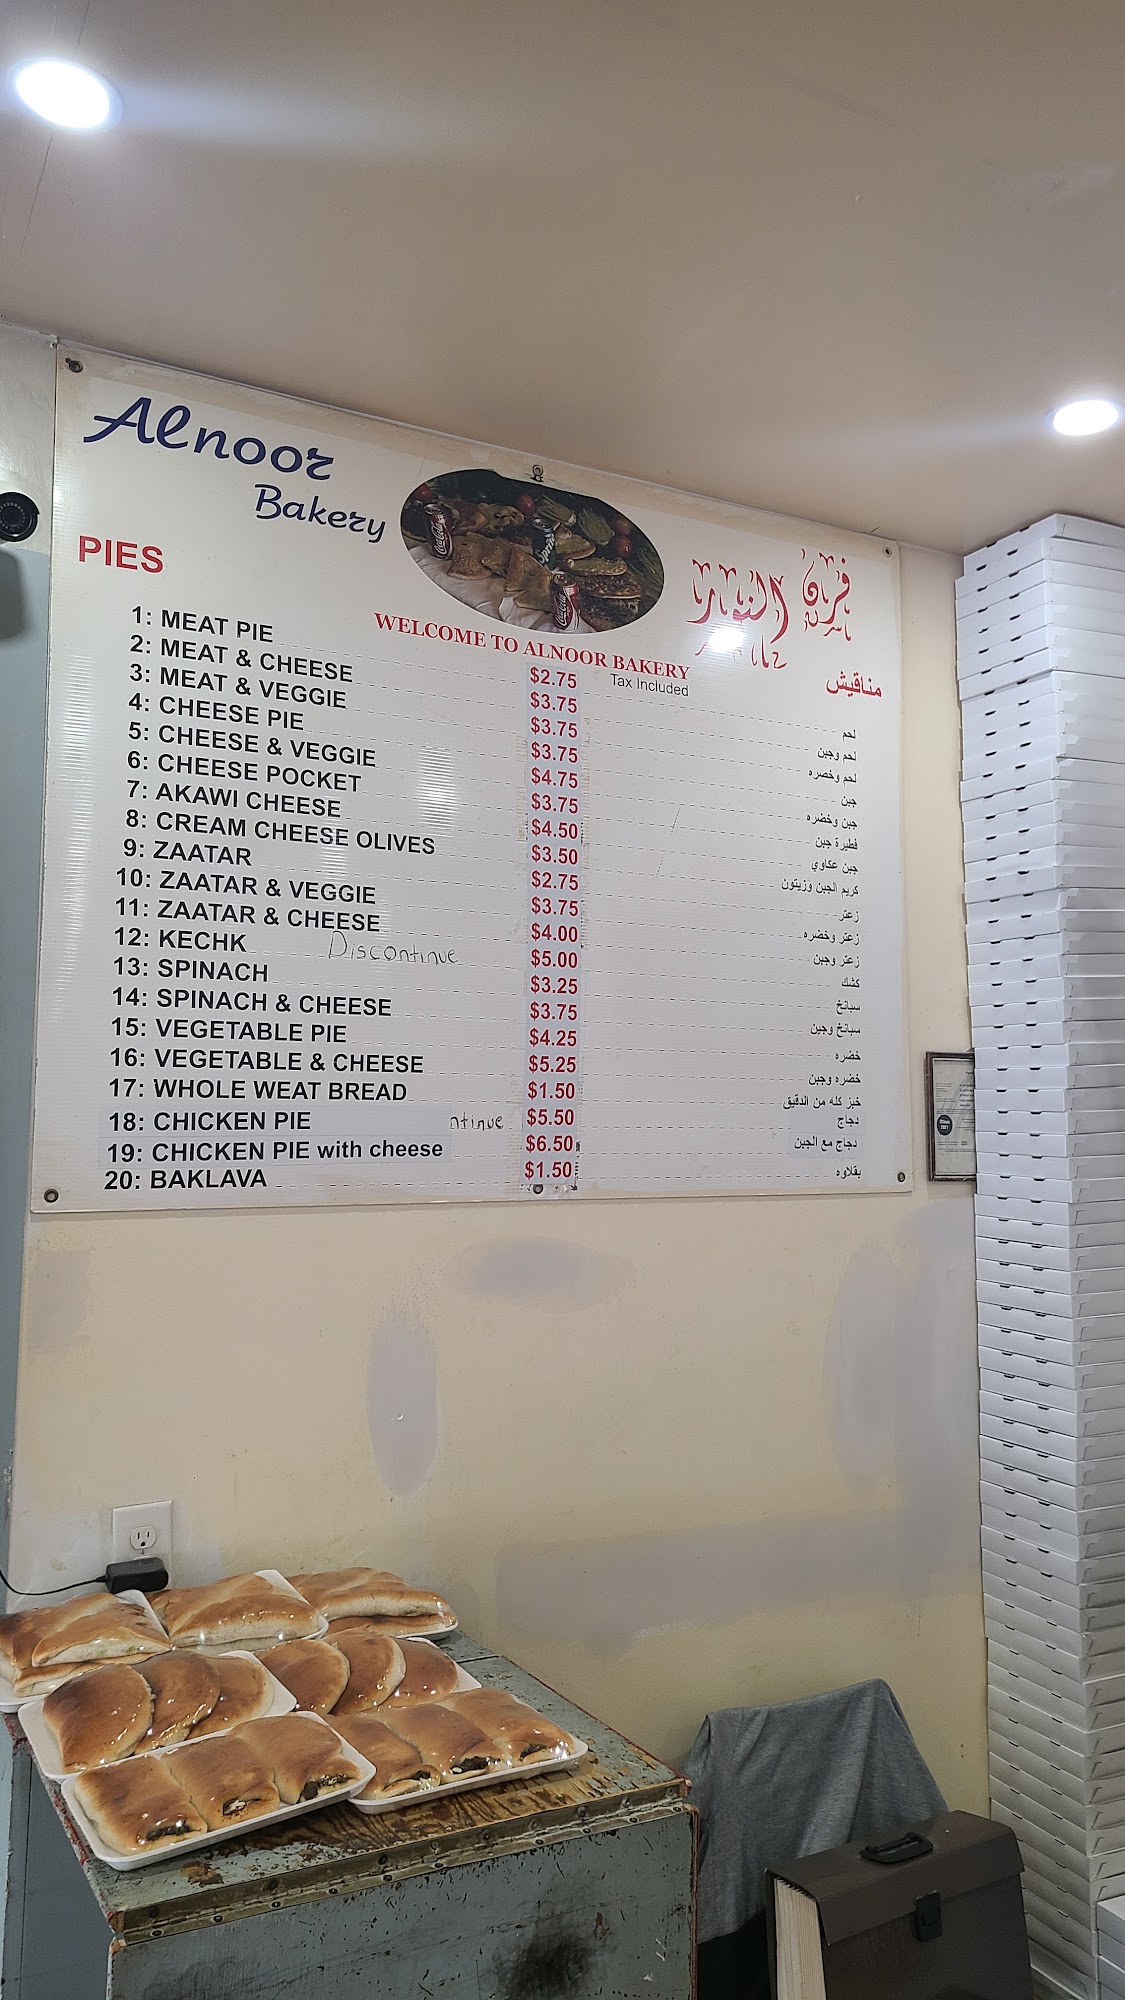 Alnoor
Bakery
فرن النور
PIES
WELCOME TO ALNOOR BAKERY
Tax Included
مناقيش
1: MEAT PIE $2.75 لحم
2: MEAT & CHEESE $3.75 لحم وجبن
3: MEAT & VEGGIE $3.75 لحم وخضره
4: CHEESE PIE $3.75 جبن
5: CHEESE & VEGGIE $4.75 جبن وخضره
6: CHEESE POCKET $3.75 فطيرة جبن
7: AKAWI CHEESE $4.50 جبن عكاوي
8: CREAM CHEESE OLIVES $3.50 كريم الجبن وزيتون
9: ZAATAR $2.75 زعتر
10: ZAATAR & VEGGIE $3.75 زعتر وخضره
11: ZAATAR & CHEESE $4.00 زعتر وجبن
12: KECHK Discontinue $5.00 كشك
13: SPINACH $3.25 سبانخ
14: SPINACH & CHEESE $3.75 سبانخ وجبن
15: VEGETABLE PIE $4.25 خضره
16: VEGETABLE & CHEESE $5.25 خضره وجبن
17: WHOLE WEAT BREAD $1.50 خبز كله من الدقيق
18: CHICKEN PIE ntinue $5.50 دجاج
19: CHICKEN PIE with cheese $6.50 دجاج مع الجبن
20: BAKLAVA $1.50 بقلاوه
Coca-Cola
Sprite
Coca-Cola